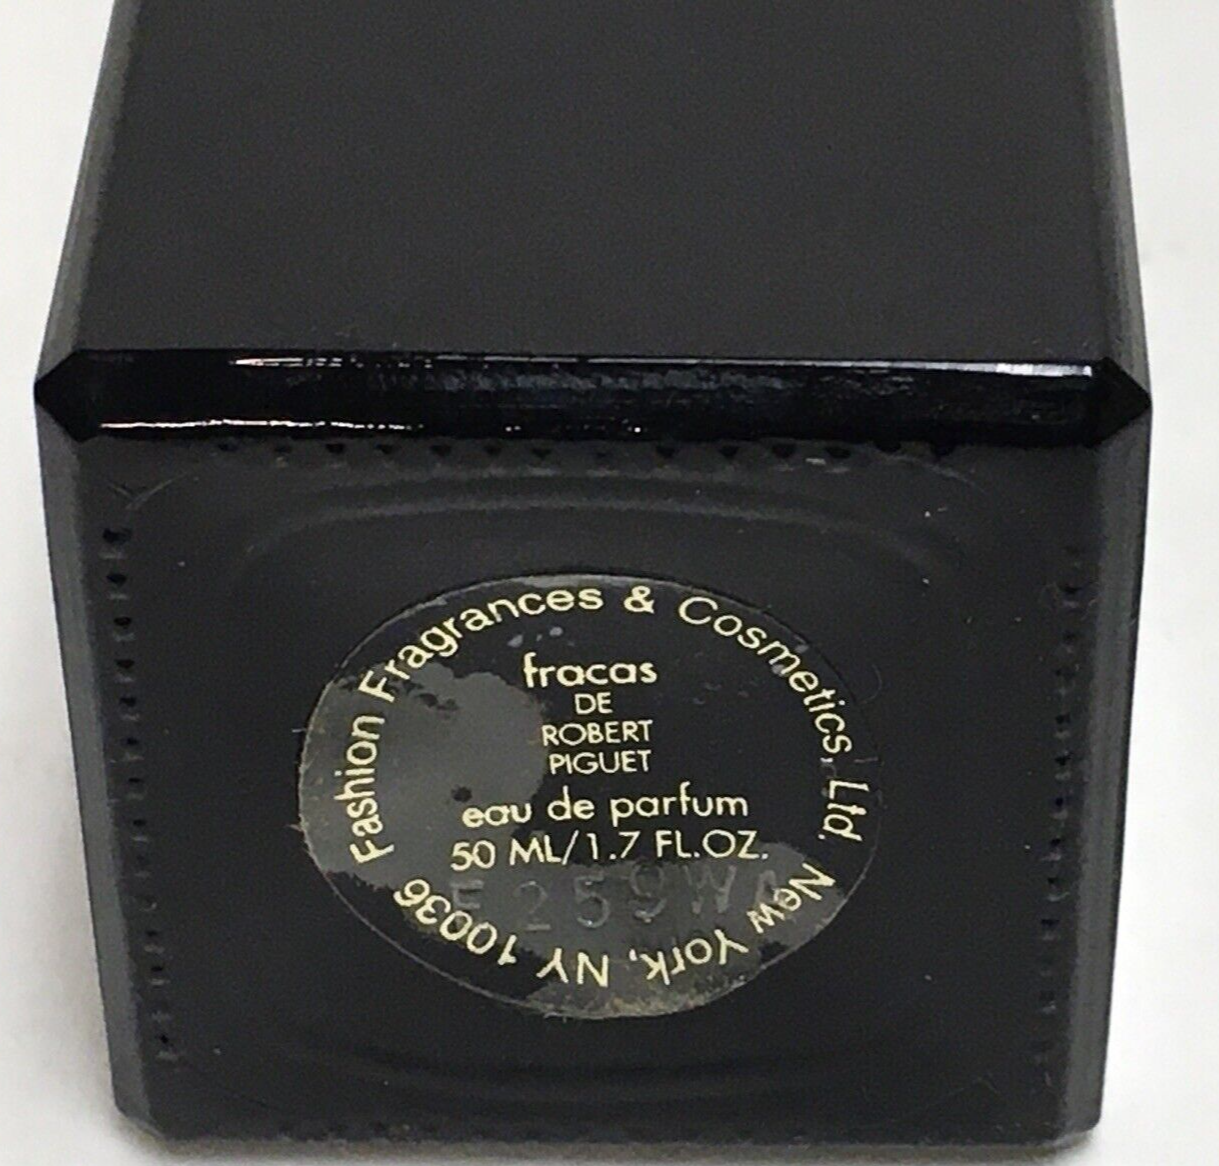 Fashion Fragrances & Cosmetics, Ltd. New York, NY 10036
fracas
DE
ROBERT
PIGUET
eau de parfum
50 ML/1.7 FL.OZ.
259W